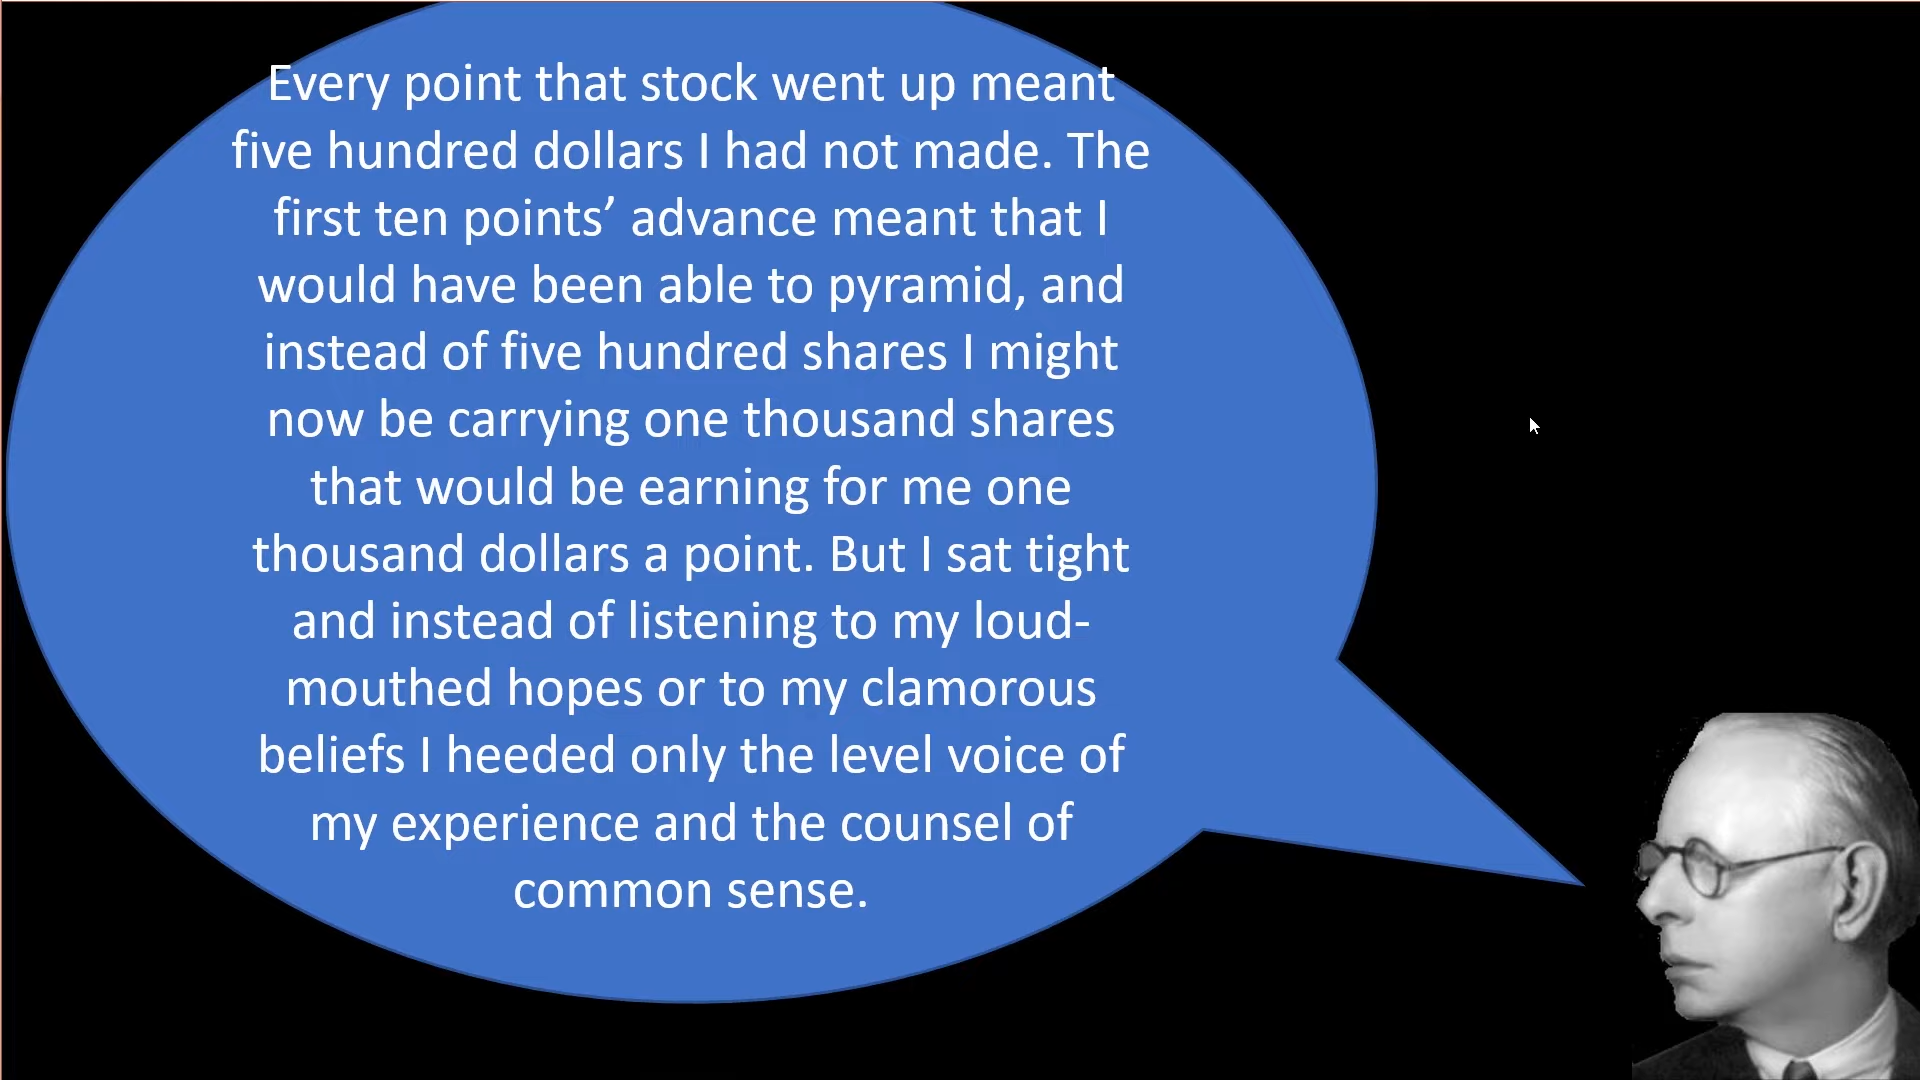 Every point that stock went up meant
five hundred dollars I had not made. The
first ten points’ advance meant that I
would have been able to pyramid, and
instead of five hundred shares I might
now be carrying one thousand shares
that would be earning for me one
thousand dollars a point. But I sat tight
and instead of listening to my loud-
mouthed hopes or to my clamorous
beliefs I heeded only the level voice of
my experience and the counsel of
common sense.